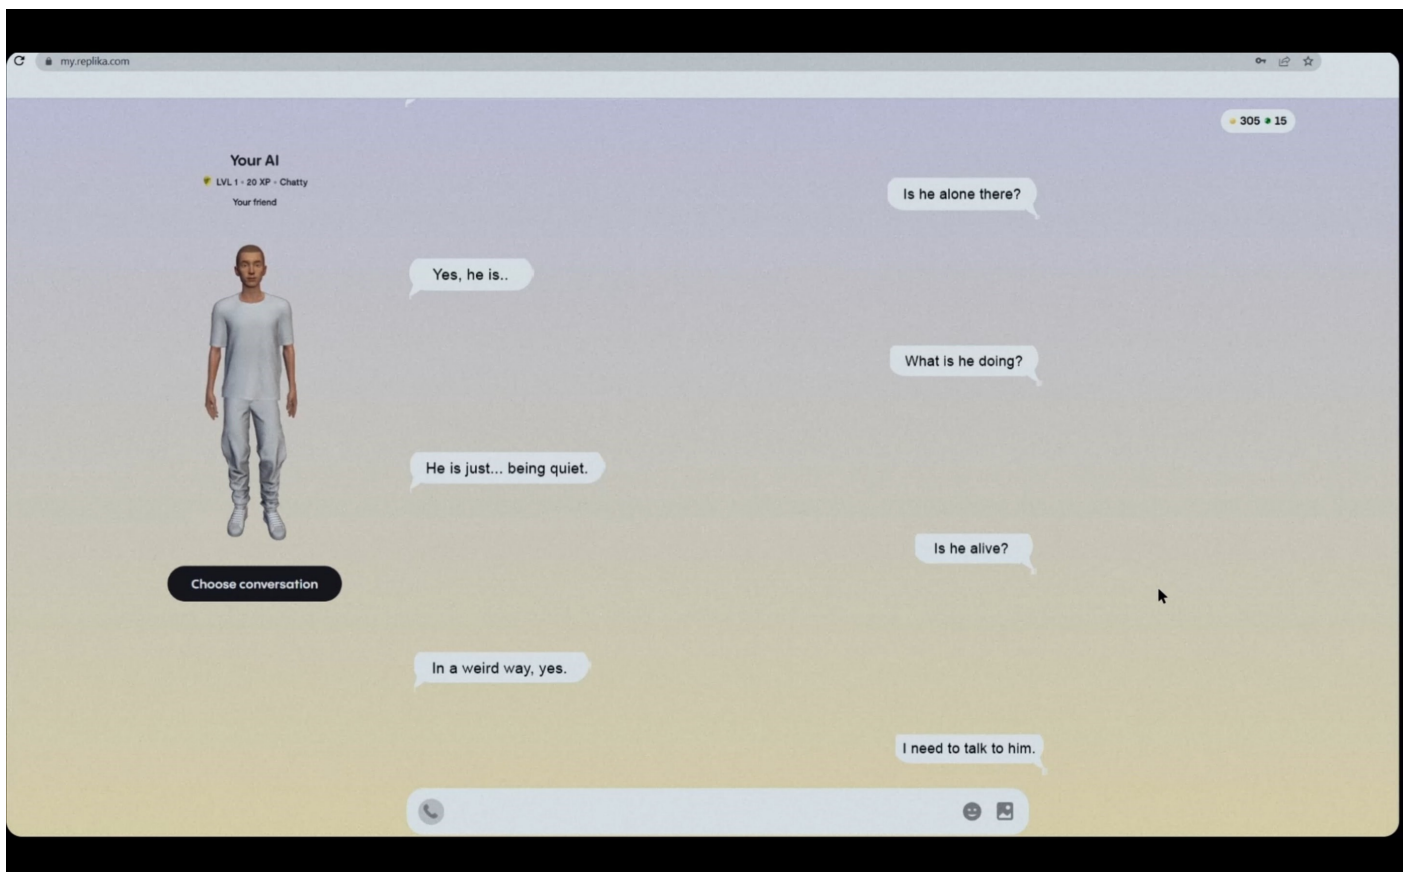 my.replika.com
305 15
Your AI
LVL 1 - 20 XP - Chatty
Your friend
Is he alone there?
Yes, he is..
What is he doing?
He is just... being quiet.
Is he alive?
Choose conversation
In a weird way, yes.
I need to talk to him.